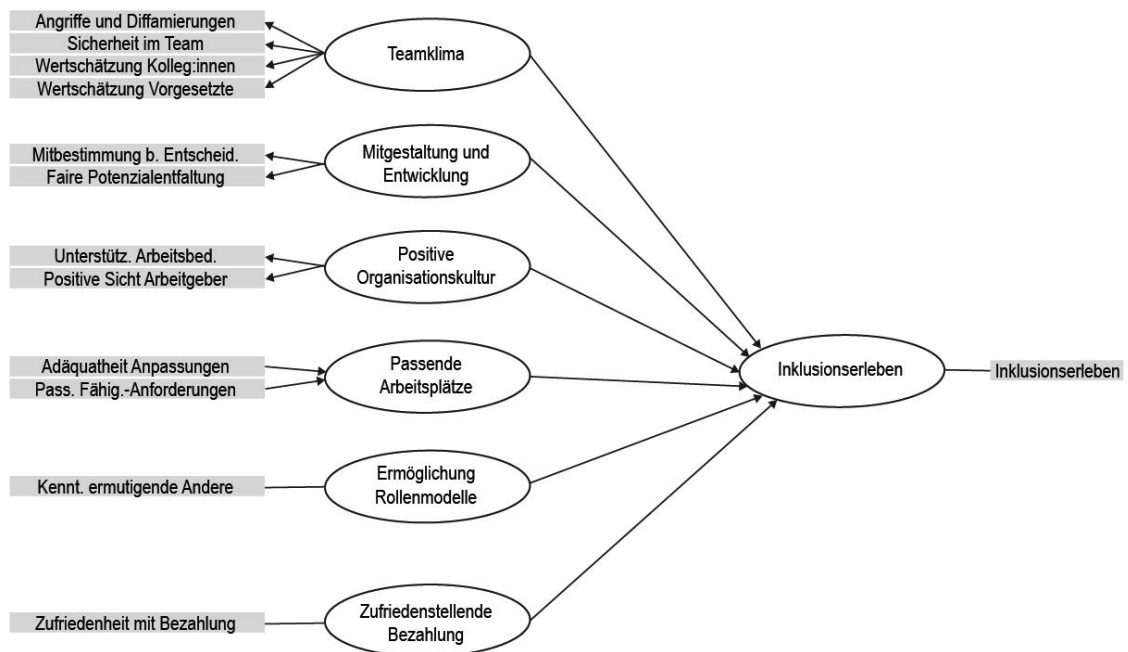 Angriffe und Diffamierungen
Sicherheit im Team
Wertschätzung Kolleg:innen
Wertschätzung Vorgesetzte
Teamklima
Mitbestimmung b. Entscheid.
Faire Potenzialentfaltung
Mitgestaltung und
Entwicklung
Unterstütz. Arbeitsbed.
Positive Sicht Arbeitgeber
Positive
Organisationskultur
Adäquatheit Anpassungen
Pass. Fähig.-Anforderungen
Passende
Arbeitsplätze
Kennt. ermutigende Andere
Ermöglichung
Rollenmodelle
Zufriedenheit mit Bezahlung
Zufriedenstellende
Bezahlung
Inklusionserleben
Inklusionserleben